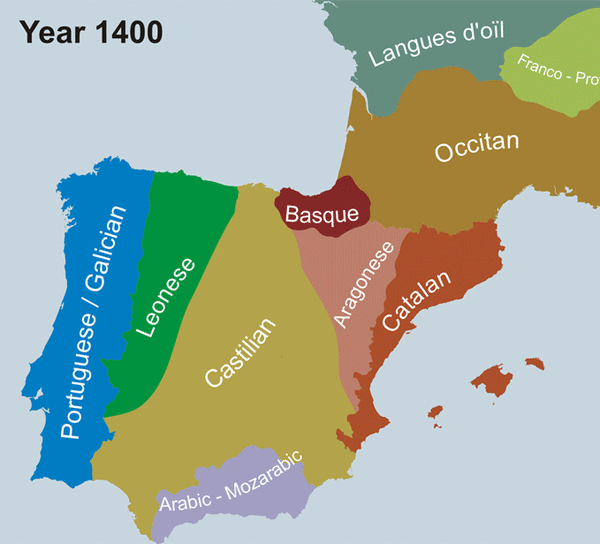 Year 1400
Langues d'oïl
Franco - Pro
Occitan
Basque
Portuguese / Galician
Leonese
Castilian
Aragonese
Catalan
Arabic - Mozarabic